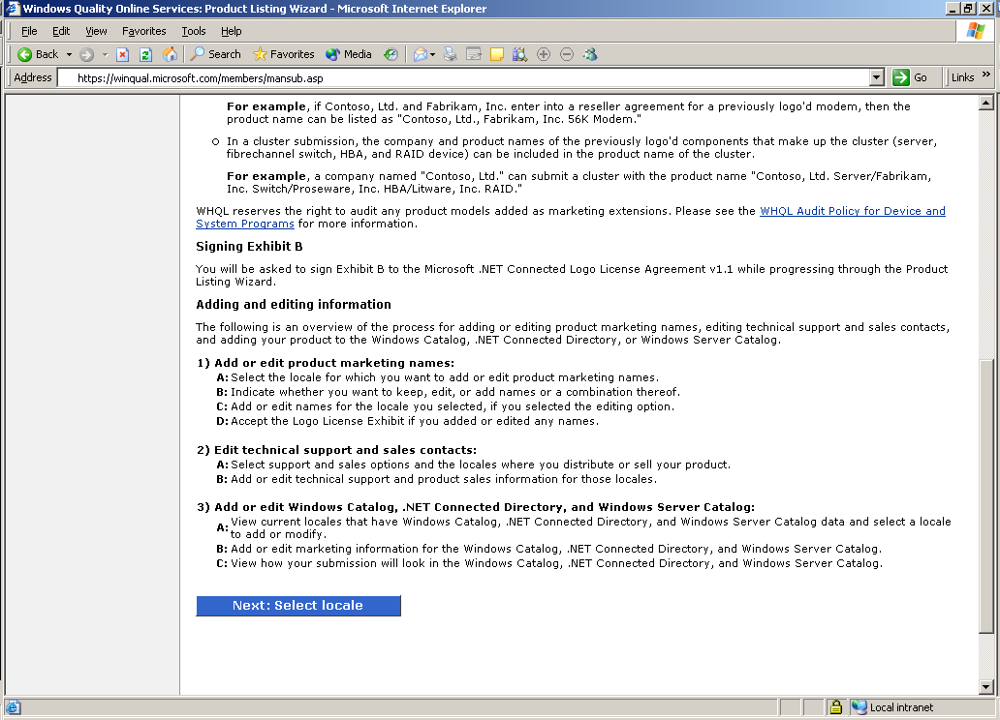 Windows Quality Online Services: Product Listing Wizard - Microsoft Internet Explorer
File Edit View Favorites Tools Help
Back Search Favorites Media
Address https://winqual.microsoft.com/members/mansub.asp Go Links »
For example, if Contoso, Ltd. and Fabrikam, Inc. enter into a reseller agreement for a previously logo'd modem, then the
product name can be listed as "Contoso, Ltd., Fabrikam, Inc. 56K Modem."
In a cluster submission, the company and product names of the previously logo'd components that make up the cluster (server,
fibrechannel switch, HBA, and RAID device) can be included in the product name of the cluster.
For example, a company named "Contoso, Ltd." can submit a cluster with the product name "Contoso, Ltd. Server/Fabrikam,
Inc. Switch/Proseware, Inc. HBA/Litware, Inc. RAID."
WHQL reserves the right to audit any product models added as marketing extensions. Please see the WHQL Audit Policy for Device and
System Programs for more information.
Signing Exhibit B
You will be asked to sign Exhibit B to the Microsoft .NET Connected Logo License Agreement v1.1 while progressing through the Product
Listing Wizard.
Adding and editing information
The following is an overview of the process for adding or editing product marketing names, editing technical support and sales contacts,
and adding your product to the Windows Catalog, .NET Connected Directory, or Windows Server Catalog.
1) Add or edit product marketing names:
A: Select the locale for which you want to add or edit product marketing names.
B: Indicate whether you want to keep, edit, or add names or a combination thereof.
C: Add or edit names for the locale you selected, if you selected the editing option.
D: Accept the Logo License Exhibit if you added or edited any names.
2) Edit technical support and sales contacts:
A: Select support and sales options and the locales where you distribute or sell your product.
B: Add or edit technical support and product sales information for those locales.
3) Add or edit Windows Catalog, .NET Connected Directory, and Windows Server Catalog:
A: View current locales that have Windows Catalog, .NET Connected Directory, and Windows Server Catalog data and select a locale
to add or modify.
B: Add or edit marketing information for the Windows Catalog, .NET Connected Directory, and Windows Server Catalog.
C: View how your submission will look in the Windows Catalog, .NET Connected Directory, and Windows Server Catalog.
Next: Select locale
Local intranet